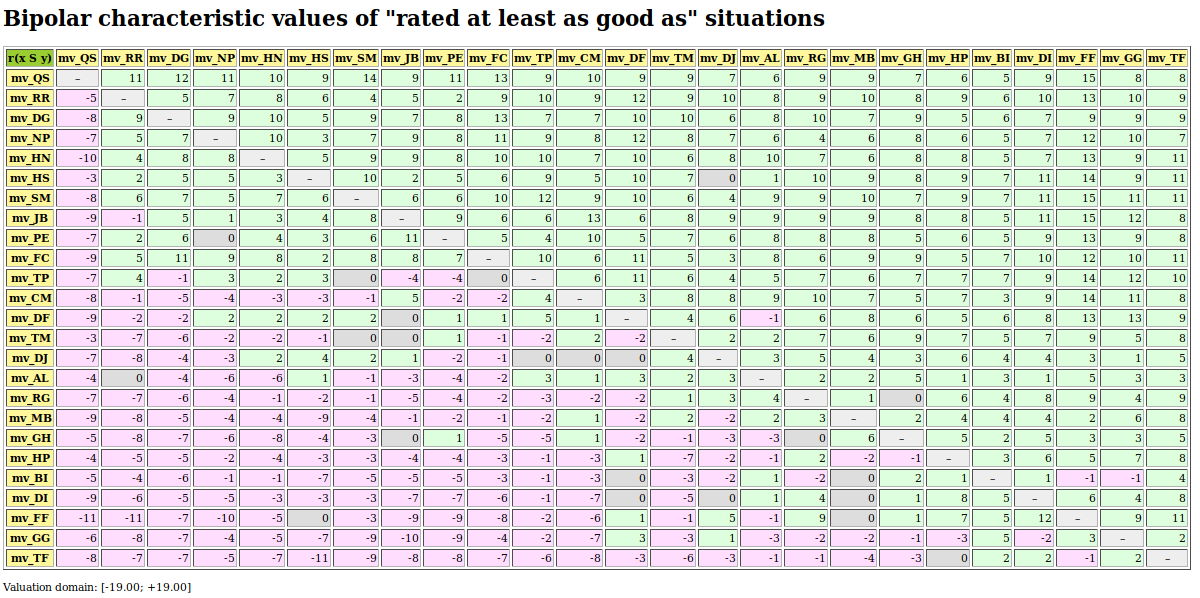 Bipolar characteristic values of "rated at least as good as" situations
r(x S y) mv_QS mv_RR mv_DG mv_NP mv_HN mv_HS mv_SM mv_JB mv_PE mv_FC mv_TP mv_CM mv_DF mv_TM mv_DJ mv_AL mv_RG mv_MB mv_GH mv_HP mv_BI mv_DI mv_FF mv_GG mv_TF
mv_QS – 11 12 11 10 9 14 9 11 13 9 10 9 9 7 6 9 9 7 6 5 9 15 8 8
mv_RR -5 – 5 7 8 6 4 5 2 9 10 9 12 9 10 8 9 10 8 9 6 10 13 10 9
mv_DG -8 9 – 9 10 5 9 7 8 13 7 7 10 10 6 8 10 7 9 5 6 7 9 9 9
mv_NP -7 5 7 – 10 3 7 9 8 11 9 8 12 8 7 6 4 6 8 6 5 7 12 10 7
mv_HN -10 4 8 8 – 5 9 9 8 10 10 7 10 6 8 10 7 6 8 8 5 7 13 9 11
mv_HS -3 2 5 5 3 – 10 2 5 6 9 5 10 7 0 1 10 9 8 9 7 11 14 9 11
mv_SM -8 6 7 5 7 6 – 6 6 10 12 9 10 6 4 9 9 10 7 9 7 11 15 11 11
mv_JB -9 -1 5 1 3 4 8 – 9 6 6 13 6 8 9 9 9 9 8 8 5 11 15 12 8
mv_PE -7 2 6 0 4 3 6 11 – 5 4 10 5 7 6 8 8 8 5 6 5 9 13 9 8
mv_FC -9 5 11 9 8 2 8 8 7 – 10 6 11 5 3 8 6 9 9 5 7 10 12 10 11
mv_TP -7 4 -1 3 2 3 0 -4 -4 0 – 6 11 6 4 5 7 6 7 7 7 9 14 12 10
mv_CM -8 -1 -5 -4 -3 -3 -1 5 -2 -2 4 – 3 8 8 9 10 7 5 7 3 9 14 11 8
mv_DF -9 -2 -2 2 2 2 2 0 1 1 5 1 – 4 6 -1 6 8 6 5 6 8 13 13 9
mv_TM -3 -7 -6 -2 -2 -1 0 0 1 -1 -2 2 -2 – 2 2 7 6 9 7 5 7 9 5 8
mv_DJ -7 -8 -4 -3 2 4 2 1 -2 -1 0 0 0 4 – 3 5 4 3 6 4 4 3 1 5
mv_AL -4 0 -4 -6 -6 1 -1 -3 -4 -2 3 1 3 2 3 – 2 2 5 1 3 1 5 3 3
mv_RG -7 -7 -6 -4 -1 -2 -1 -5 -4 -2 -3 -2 -2 1 3 4 – 1 0 6 4 8 9 4 9
mv_MB -9 -8 -5 -4 -4 -9 -4 -1 -2 -1 -2 1 -2 2 -2 2 3 – 2 4 4 4 2 6 8
mv_GH -5 -8 -7 -6 -8 -4 -3 0 1 -5 -5 1 -2 -1 -3 -3 0 6 – 5 2 5 3 3 5
mv_HP -4 -5 -5 -2 -4 -3 -3 -4 -4 -3 -1 -3 1 -7 -2 -1 2 -2 -1 – 3 6 5 7 8
mv_BI -5 -4 -6 -1 -1 -7 -5 -5 -5 -3 -1 -3 0 -3 -2 1 -2 0 2 1 – 1 -1 -1 4
mv_DI -9 -6 -5 -5 -3 -3 -3 -7 -7 -6 -1 -7 0 -5 0 1 4 0 1 8 5 – 6 4 8
mv_FF -11 -11 -7 -10 -5 0 -3 -9 -9 -8 -2 -6 1 -1 5 -1 9 0 1 7 5 12 – 9 11
mv_GG -6 -8 -7 -4 -5 -7 -9 -10 -9 -4 -2 -7 3 -3 1 -3 -2 -2 -1 -3 5 -2 3 – 2
mv_TF -8 -7 -7 -5 -7 -11 -9 -8 -8 -7 -6 -8 -3 -6 -3 -1 -1 -4 -3 0 2 2 -1 2 –
Valuation domain: [-19.00; +19.00]